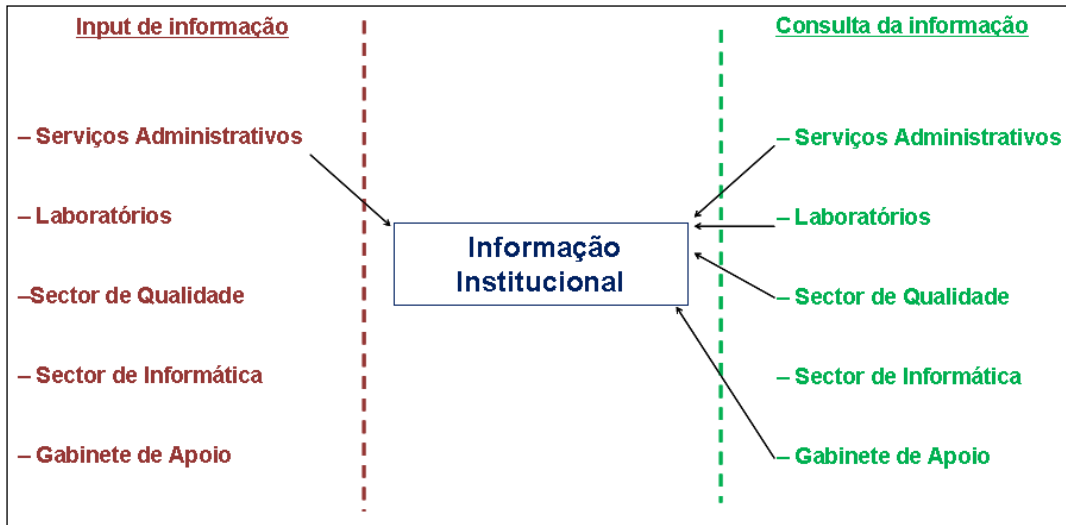 Input de informação
– Serviços Administrativos
– Laboratórios
–Sector de Qualidade
– Sector de Informática
– Gabinete de Apoio
Informação
Institucional
Consulta da informação
– Serviços Administrativos
– Laboratórios
– Sector de Qualidade
– Sector de Informática
– Gabinete de Apoio